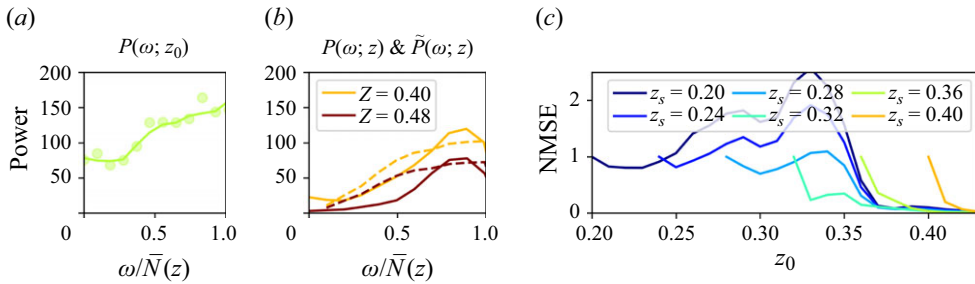 (a)
P(ω; z₀)
Power
200
150
100
50
0
0.5
1.0
ω/N̅(z)
(b)
P(ω; z) & P̃(ω; z)
200
150
100
50
Z = 0.40
Z = 0.48
0
0.5
1.0
ω/N̅(z)
(c)
NMSE
2
1
0
zₛ = 0.20 zₛ = 0.28 zₛ = 0.36
zₛ = 0.24 zₛ = 0.32 zₛ = 0.40
0.20 0.25 0.30 0.35 0.40
z₀